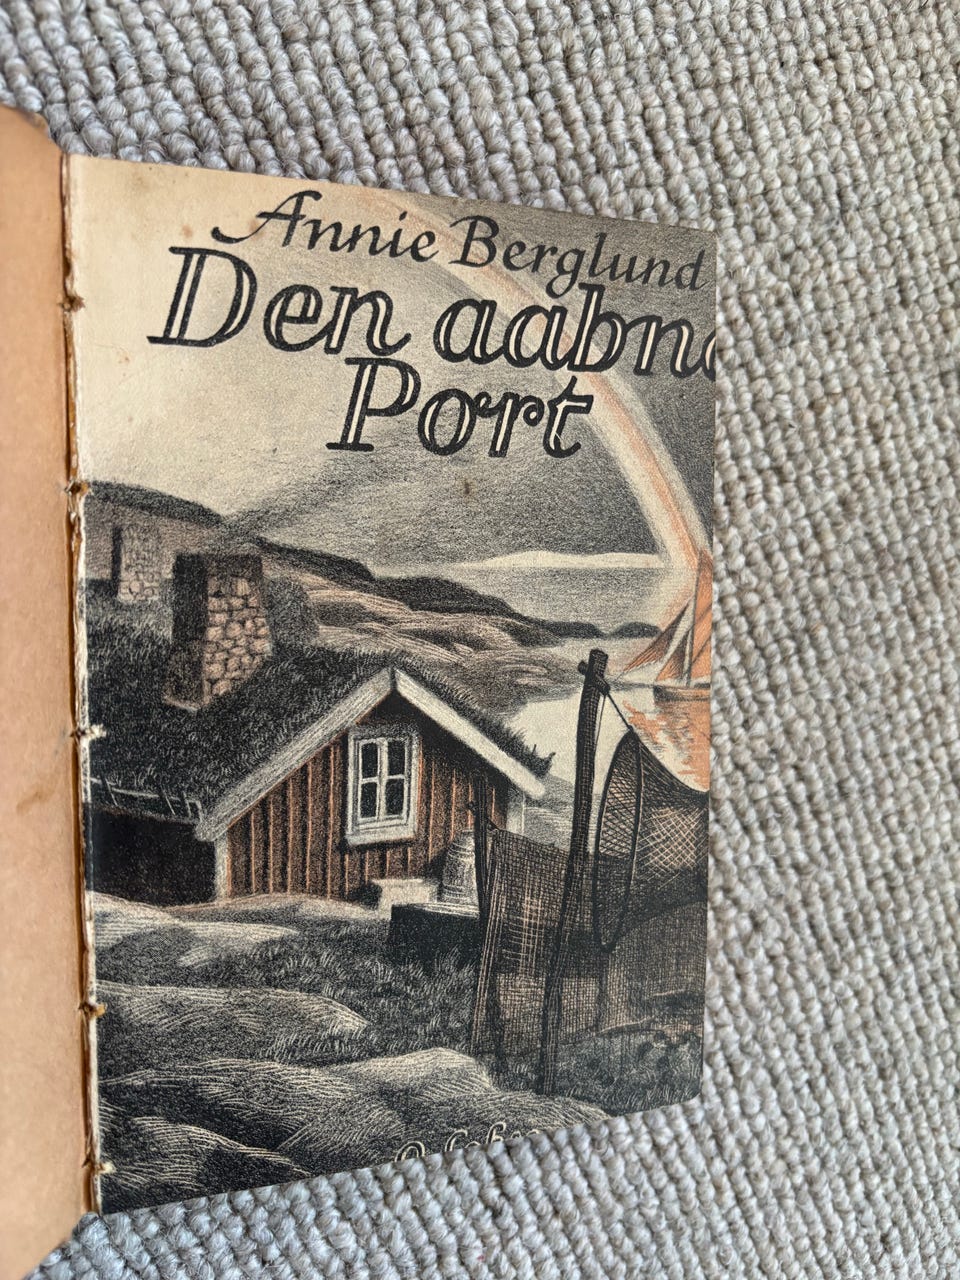 Annie Berglund
Den aabne
Port